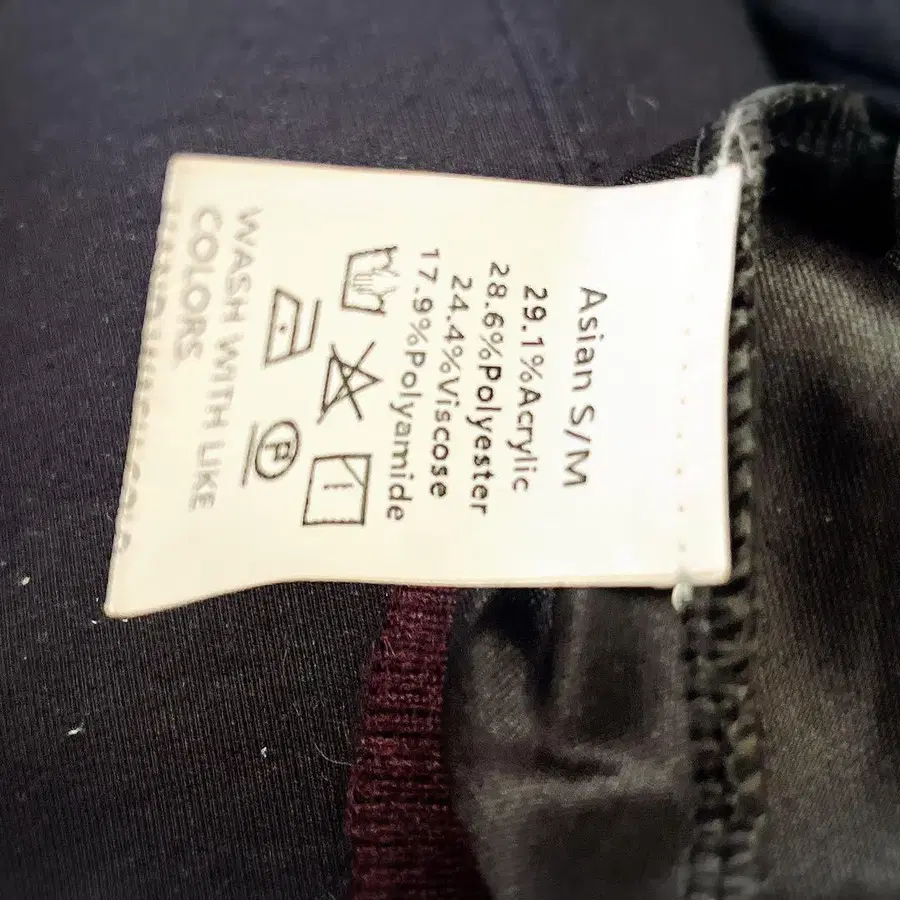 Asian S/M
29.1%Acrylic
28.6%Polyester
24.4%Viscose
17.9%Polyamide
P
WASH WITH LIKE
COLORS